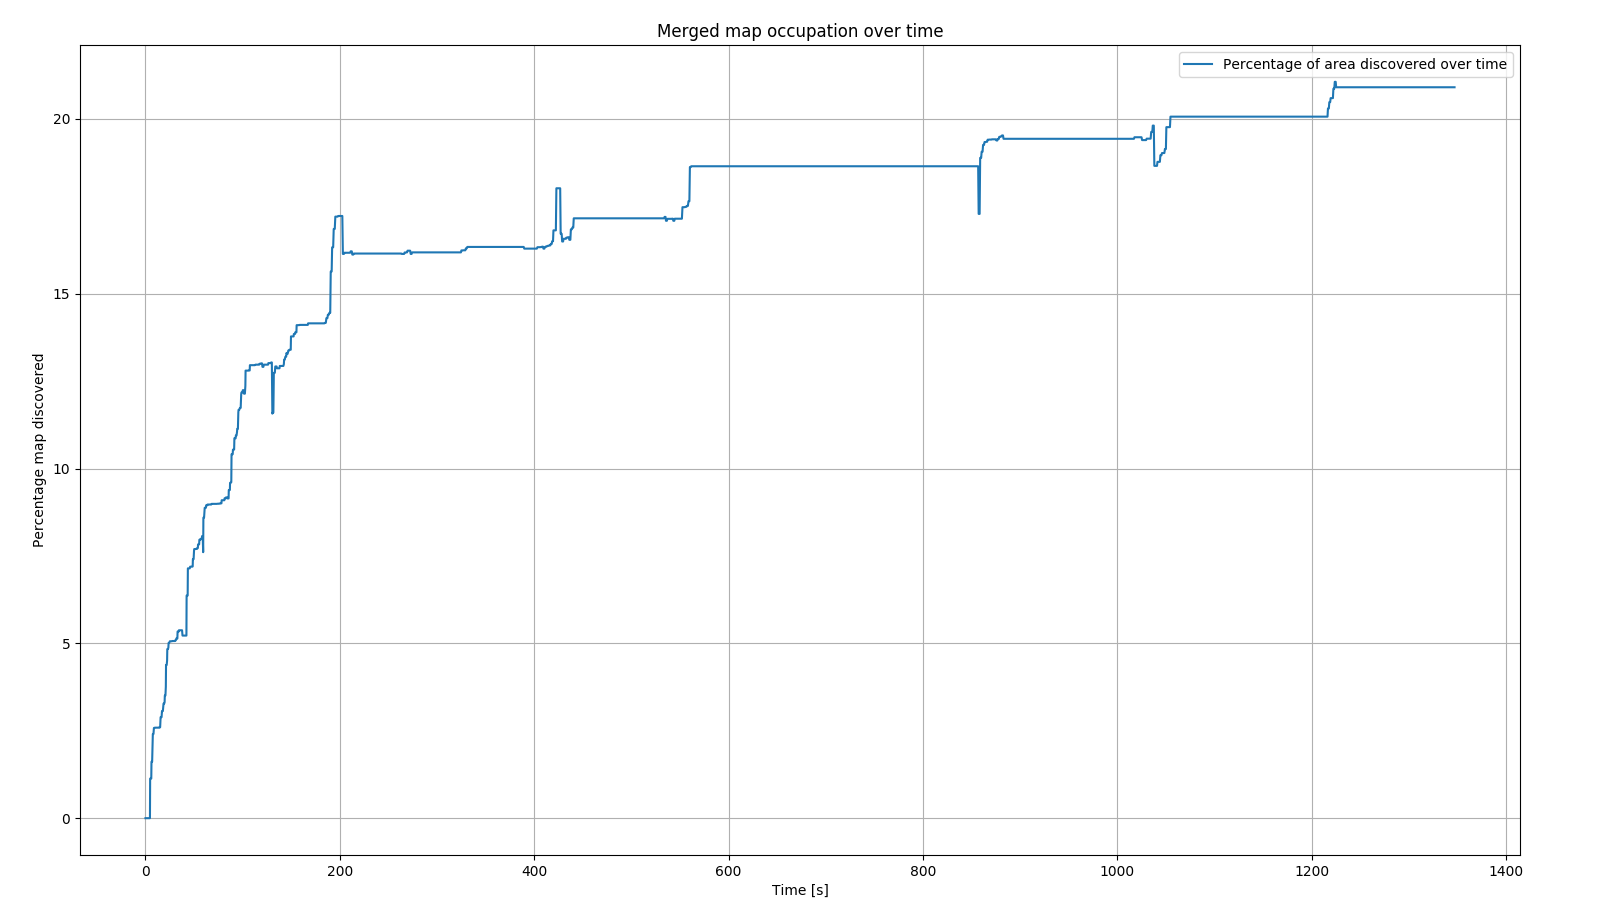 Merged map occupation over time
Percentage of area discovered over time
20
15
10
5
0
Percentage map discovered
0 200 400 600 800 1000 1200 1400
Time [s]